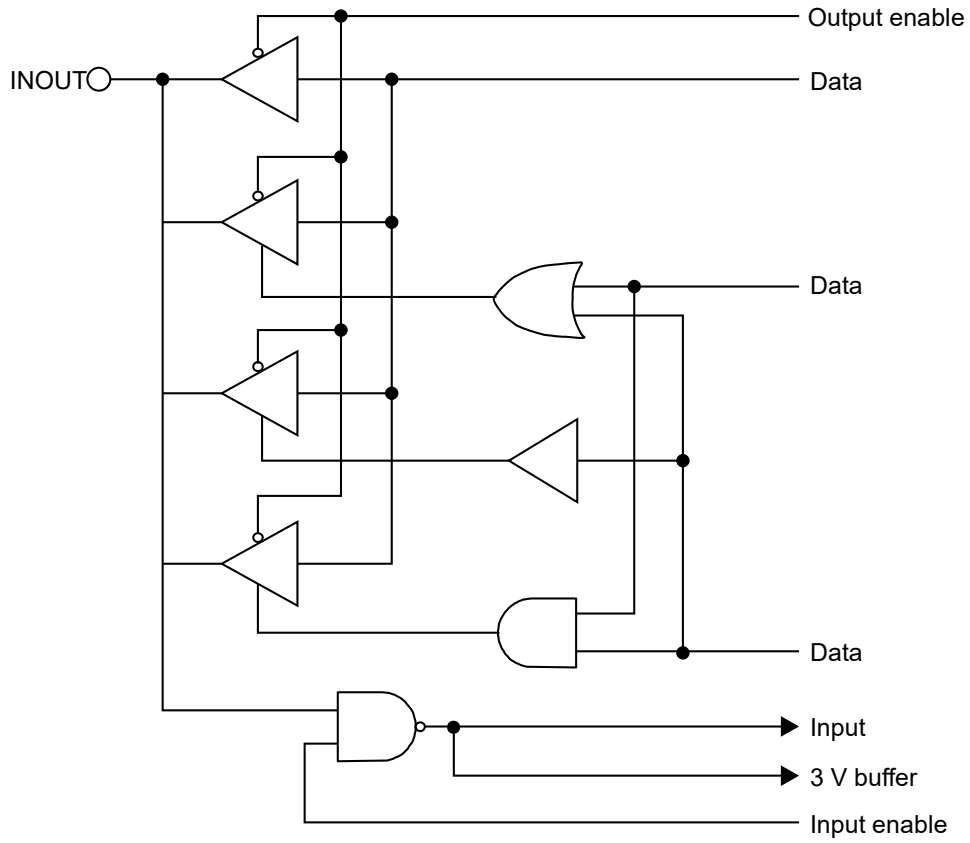 Output enable
INOUT
Data
Data
Data
Input
3 V buffer
Input enable